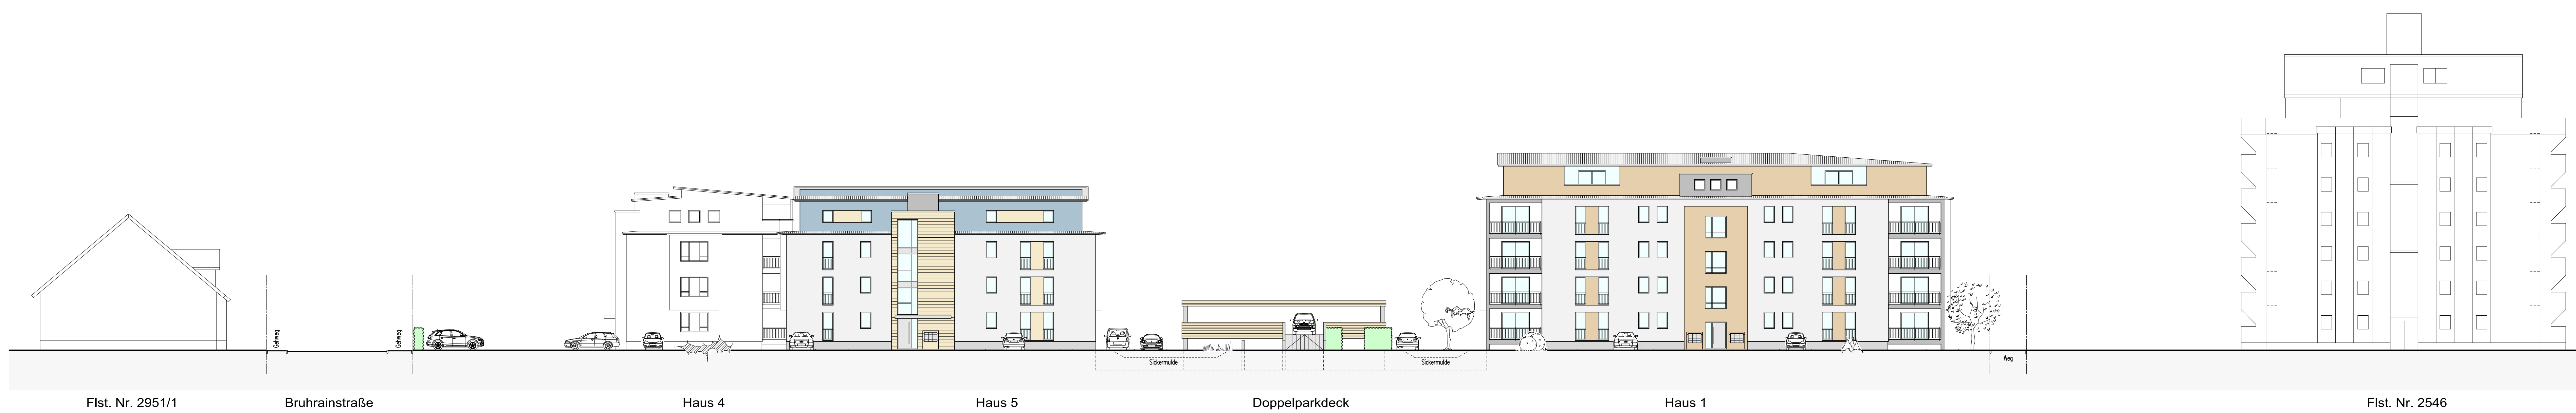 Gehweg
Gehweg
Sickermulde
Sickermulde
Weg
Flst. Nr. 2951/1
Bruhrainstraße
Haus 4
Haus 5
Doppelparkdeck
Haus 1
Flst. Nr. 2546